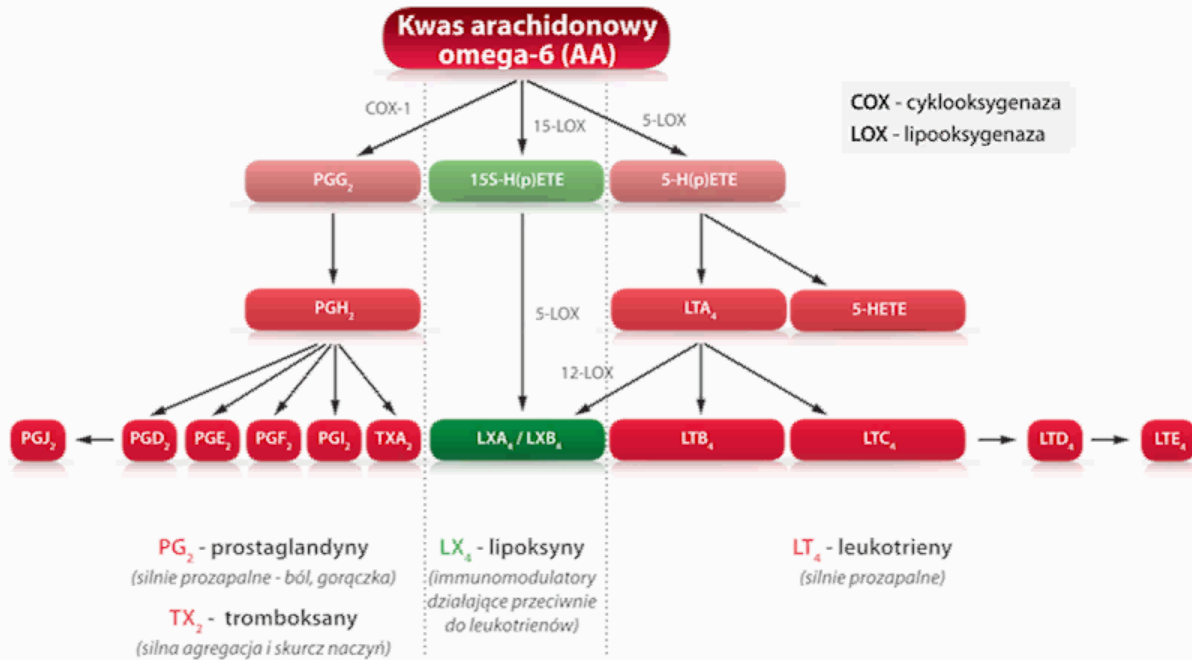 Kwas arachidonowy
omega-6 (AA)
COX - cyklooksygenaza
LOX - lipooksygenaza
COX-1
15-LOX
5-LOX
PGG₂
15S-H(p)ETE
5-H(p)ETE
PGH₂
5-LOX
LTA₄
5-HETE
12-LOX
PGJ₂
PGD₂
PGE₂
PGF₂
PGI₂
TXA₂
LXA₄ / LXB₄
LTB₄
LTC₄
LTD₄
LTE₄
PG₂ - prostaglandyny
(silnie prozapalne - ból, gorączka)
TX₂ - tromboksany
(silna agregacja i skurcz naczyń)
LX₄ - lipoksyny
(immunomodulatory
działające przeciwnie
do leukotrienów)
LT₄ - leukotrieny
(silnie prozapalne)